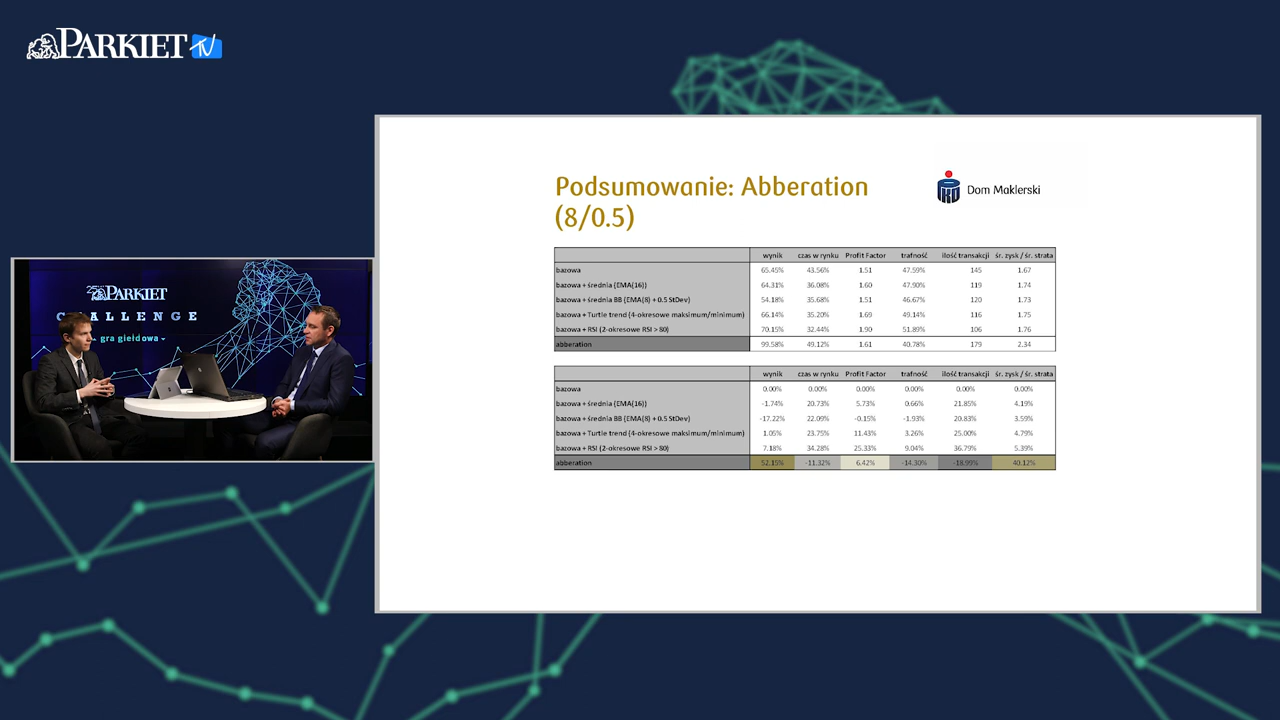 PARKIET TV
Podsumowanie: Abberation
(8/0.5)
Dom Maklerski
wynik czas w rynku Profit Factor trafność ilość transakcji śr. zysk / śr. strata
bazowa 65.45% 43.56% 1.51 47.59% 145 1.67
bazowa + średnia (EMA(16)) 64.31% 36.08% 1.60 47.90% 119 1.74
bazowa + średnia BB (EMA(8) + 0.5 StDev) 54.18% 35.68% 1.51 46.67% 120 1.73
bazowa + Turtle trend (4-okresowe maksimum/minimum) 66.14% 35.20% 1.69 49.14% 116 1.75
bazowa + RSI (2-okresowe RSI > 80) 70.15% 32.44% 1.90 51.89% 106 1.76
abberation 99.58% 49.12% 1.61 40.78% 179 2.34
wynik czas w rynku Profit Factor trafność ilość transakcji śr. zysk / śr. strata
bazowa 0.00% 0.00% 0.00% 0.00% 0.00% 0.00%
bazowa + średnia (EMA(16)) -1.74% 20.73% 5.73% 0.66% 21.85% 4.19%
bazowa + średnia BB (EMA(8) + 0.5 StDev) -17.22% 22.09% -0.15% -1.93% 20.83% 3.59%
bazowa + Turtle trend (4-okresowe maksimum/minimum) 1.05% 23.75% 11.43% 3.26% 25.00% 4.79%
bazowa + RSI (2-okresowe RSI > 80) 7.18% 34.28% 25.33% 9.04% 36.79% 5.39%
abberation 52.15% -11.32% 6.42% -14.30% -18.99% 40.12%
PARKIET
gra giełdowa